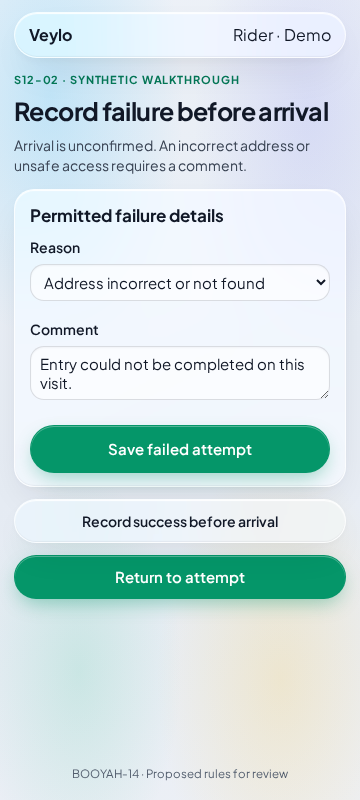 Veylo
Rider · Demo
S12-02 · SYNTHETIC WALKTHROUGH
Record failure before arrival
Arrival is unconfirmed. An incorrect address or
unsafe access requires a comment.
Permitted failure details
Reason
Address incorrect or not found
Comment
Entry could not be completed on this
visit.
Save failed attempt
Record success before arrival
Return to attempt
BOOYAH-14 · Proposed rules for review